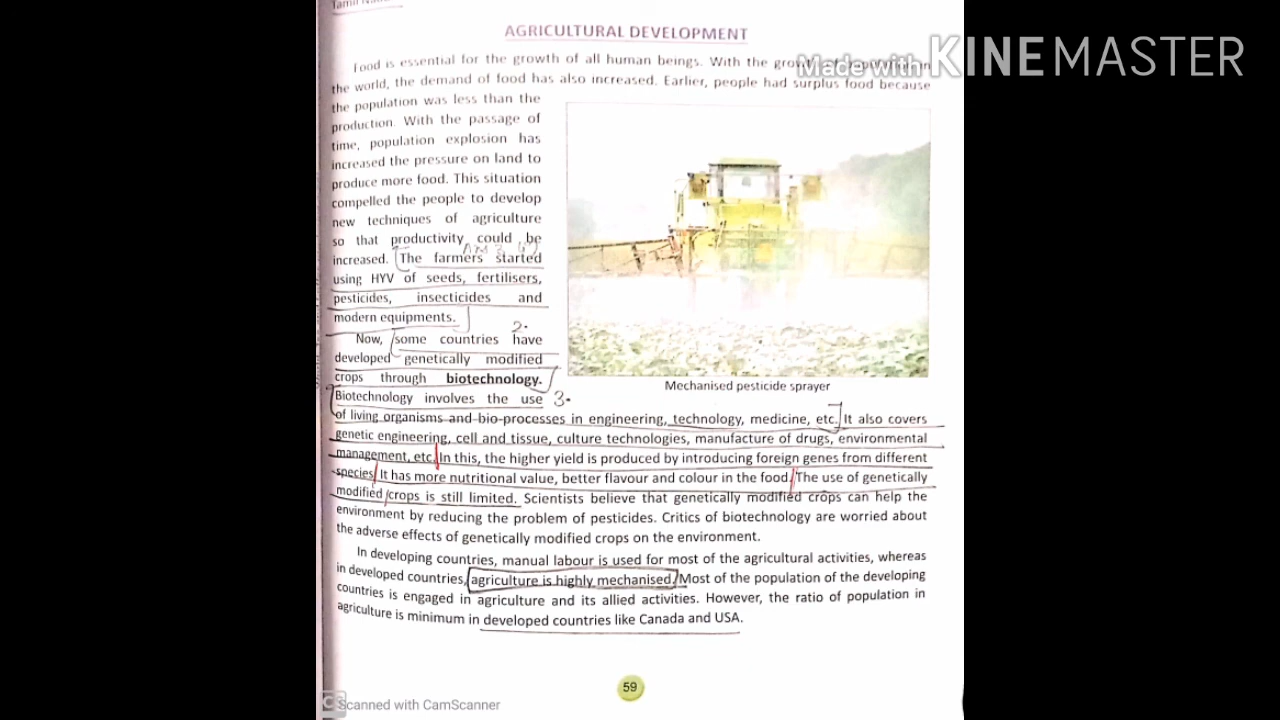 Tamil
AGRICULTURAL DEVELOPMENT
Made with KINEMASTER
Food is essential for the growth of all human beings. With the
the world, the demand of food has also increased. Earlier, people had surplus food because
the population was less than the
production. With the passage of
time, population explosion has
increased the pressure on land to
produce more food. This situation
compelled the people to develop
new techniques of agriculture
so that productivity could be
increased. The farmers started
using HYV of seeds, fertilisers,
pesticides, insecticides and
modern equipments.
2.
Now, some countries have
developed genetically modified
crops through biotechnology.
Mechanised pesticide sprayer
Biotechnology involves the use 3.
of living organisms and bio-processes in engineering, technology, medicine, etc. It also covers
genetic engineering, cell and tissue, culture technologies, manufacture of drugs, environmental
management, etc. In this, the higher yield is produced by introducing foreign genes from different
species. It has more nutritional value, better flavour and colour in the food. The use of genetically
modified crops is still limited. Scientists believe that genetically modified crops can help the
environment by reducing the problem of pesticides. Critics of biotechnology are worried about
the adverse effects of genetically modified crops on the environment.
In developing countries, manual labour is used for most of the agricultural activities, whereas
in developed countries, agriculture is highly mechanised. Most of the population of the developing
countries is engaged in agriculture and its allied activities. However, the ratio of population in
agriculture is minimum in developed countries like Canada and USA.
59
CS Scanned with CamScanner